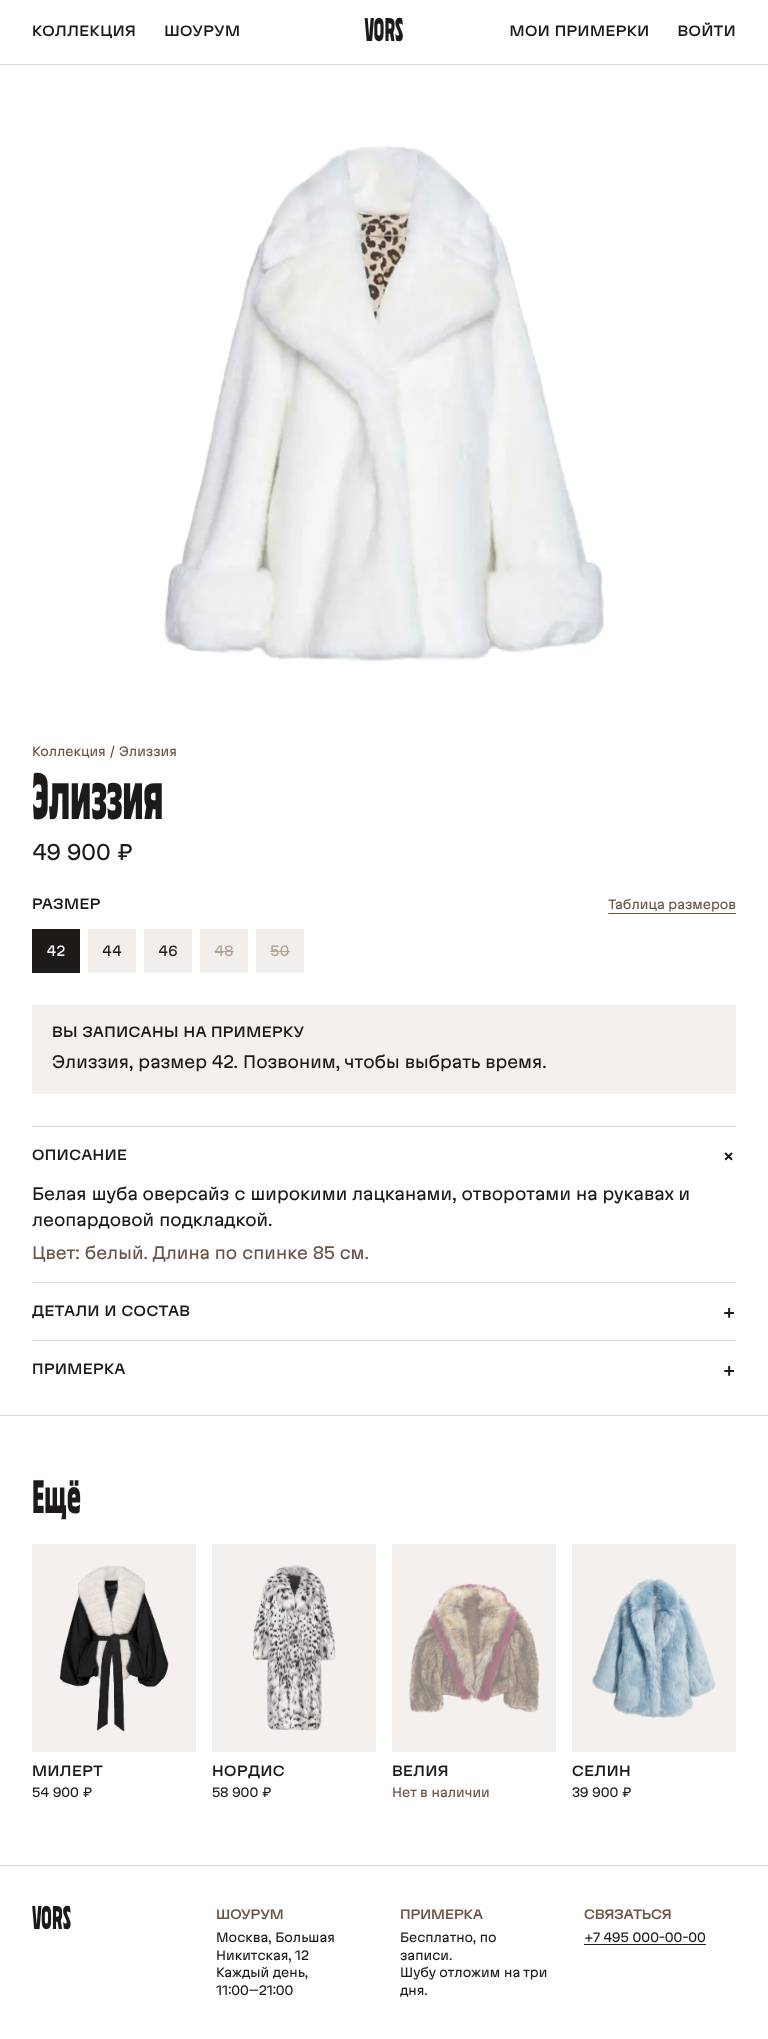 КОЛЛЕКЦИЯ ШОУРУМ VORS МОИ ПРИМЕРКИ ВОЙТИ
Коллекция / Элиззия
Элиззия
49 900 ₽
РАЗМЕР Таблица размеров
42 44 46 48 50
ВЫ ЗАПИСАНЫ НА ПРИМЕРКУ
Элиззия, размер 42. Позвоним, чтобы выбрать время.
ОПИСАНИЕ ×
Белая шуба оверсайз с широкими лацканами, отворотами на рукавах и
леопардовой подкладкой.
Цвет: белый. Длина по спинке 85 см.
ДЕТАЛИ И СОСТАВ +
ПРИМЕРКА +
Ещё
МИЛЕРТ
54 900 ₽
НОРДИС
58 900 ₽
ВЕЛИЯ
Нет в наличии
СЕЛИН
39 900 ₽
VORS
ШОУРУМ
Москва, Большая
Никитская, 12
Каждый день,
11:00–21:00
ПРИМЕРКА
Бесплатно, по
записи.
Шубу отложим на три
дня.
СВЯЗАТЬСЯ
+7 495 000-00-00